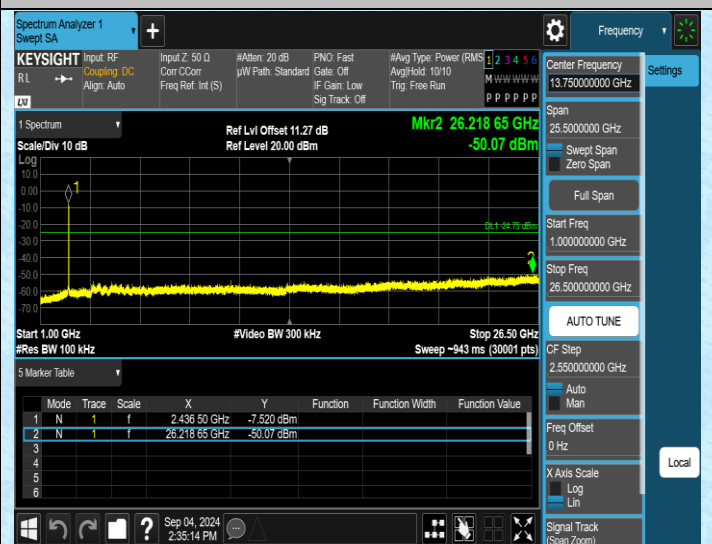 Spectrum Analyzer 1
Swept SA
Frequency
KEYSIGHT
RL
LXI
Input: RF
Coupling: DC
Align: Auto
Input Z: 50 Ω
Corr CCorr
Freq Ref: Int (S)
#Atten: 20 dB
µW Path: Standard
PNO: Fast
Gate: Off
IF Gain: Low
Sig Track: Off
#Avg Type: Power (RMS
Avg|Hold: 10/10
Trig: Free Run
1 2 3 4 5 6
M W W W W W
P P P P P P
1 Spectrum
Scale/Div 10 dB
Ref Lvl Offset 11.27 dB
Ref Level 20.00 dBm
Mkr2 26.218 65 GHz
-50.07 dBm
Log
10.0
0.00
-10.0
-20.0
-30.0
-40.0
-50.0
-60.0
-70.0
1
DL1 -24.75 dBm
2
Start 1.00 GHz
#Res BW 100 kHz
#Video BW 300 kHz
Stop 26.50 GHz
Sweep ~943 ms (30001 pts)
5 Marker Table
Mode Trace Scale X Y Function Function Width Function Value
1 N 1 f 2.436 50 GHz -7.520 dBm
2 N 1 f 26.218 65 GHz -50.07 dBm
3
4
5
6
?
Sep 04, 2024
2:35:14 PM
Center Frequency
13.75000000 GHz
Settings
Span
25.5000000 GHz
Swept Span
Zero Span
Full Span
Start Freq
1.000000000 GHz
Stop Freq
26.500000000 GHz
AUTO TUNE
CF Step
2.550000000 GHz
Auto
Man
Freq Offset
0 Hz
X Axis Scale
Log
Lin
Local
Signal Track
(Span Zoom)